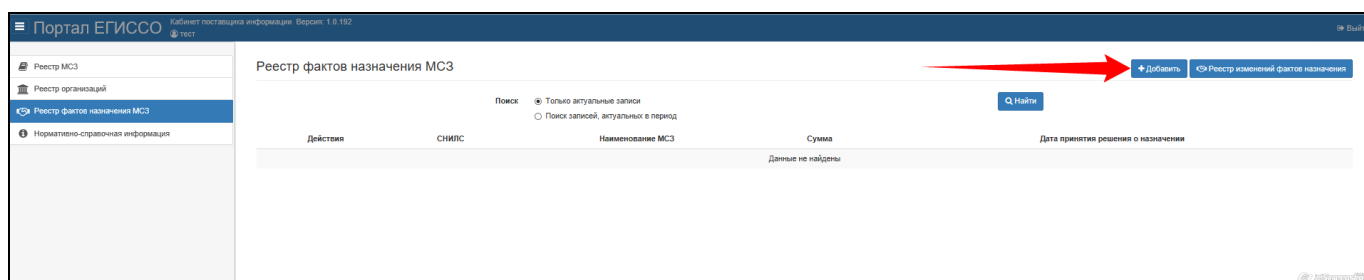 Портал ЕГИССО
Кабинет поставщика информации Версия: 1.0.192
тест
Выйт
Реестр МСЗ
Реестр организаций
Реестр фактов назначения МСЗ
Нормативно-справочная информация
Реестр фактов назначения МСЗ
+ Добавить
Реестр изменений фактов назначения
Поиск
Только актуальные записи
Поиск записей, актуальных в период
Найти
Действия СНИЛС Наименование МСЗ Сумма Дата принятия решения о назначении
Данные не найдены